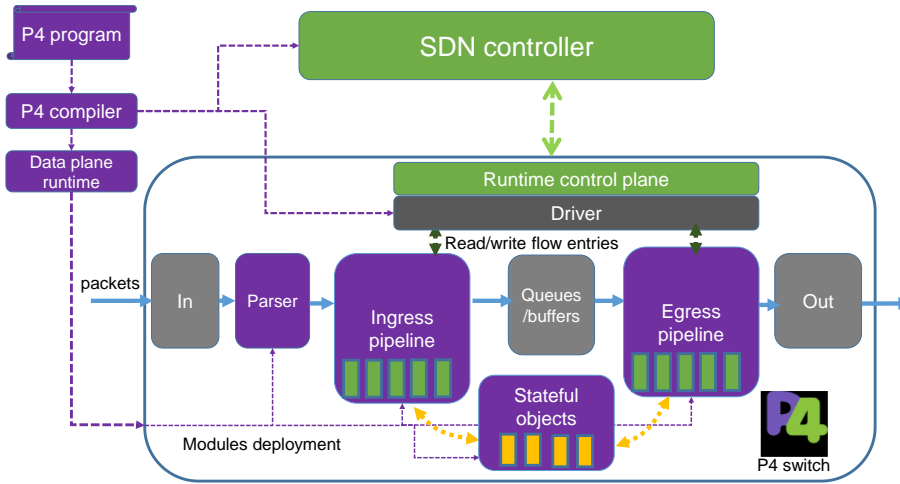 P4 program
SDN controller
P4 compiler
Data plane
runtime
Runtime control plane
Driver
Read/write flow entries
packets
In
Parser
Ingress
pipeline
Queues
/buffers
Egress
pipeline
Out
Stateful
objects
Modules deployment
P4
P4 switch